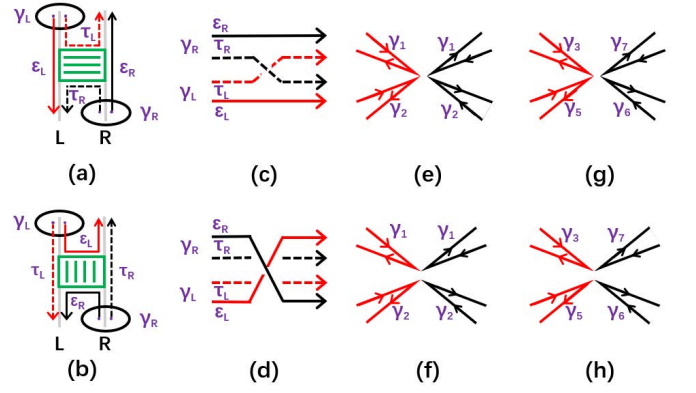 γL τL
εL εR
τR
γR
L R
(a)
εR
γR τR
γL τL
εL
(c)
γ1 γ1
γ2 γ2
(e)
γ3 γ7
γ5 γ6
(g)
γL εL
τL τR
εR
γR
L R
(b)
εR
γR τR
γL τL
εL
(d)
γ1 γ1
γ2 γ2
(f)
γ3 γ7
γ5 γ6
(h)